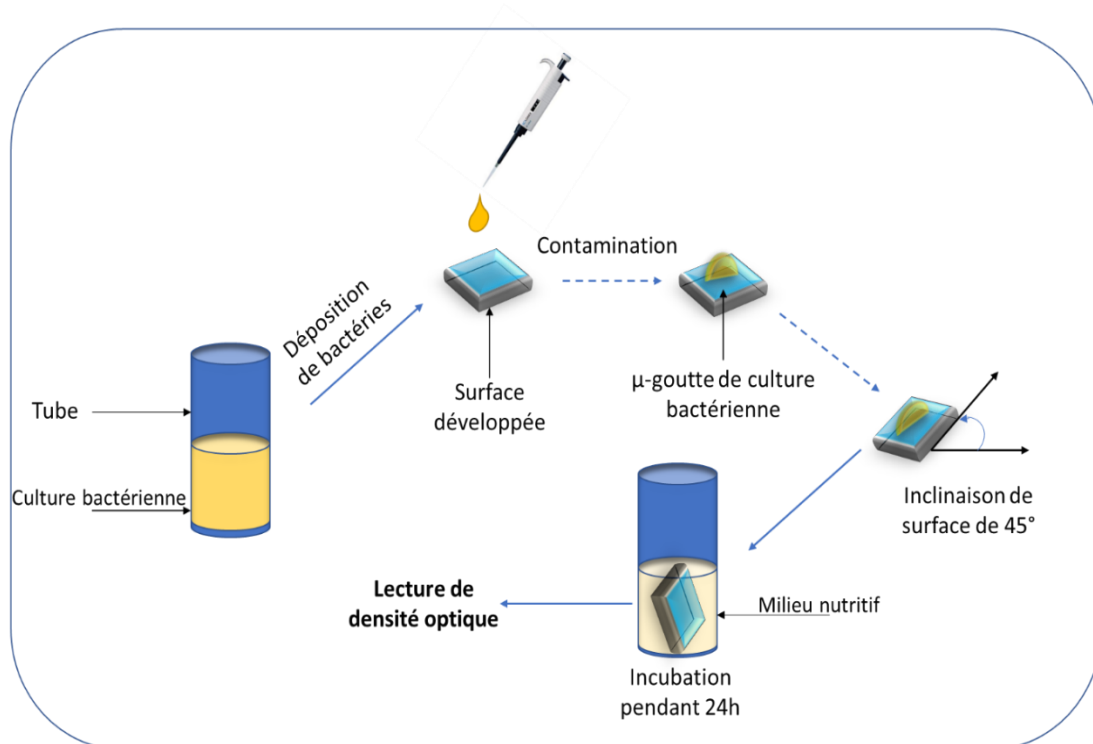 Déposition
de bactéries
Contamination
Surface
développée
µ-goutte de culture
bactérienne
Tube
Culture bactérienne
Inclinaison de
surface de 45°
Lecture de
densité optique
Milieu nutritif
Incubation
pendant 24h